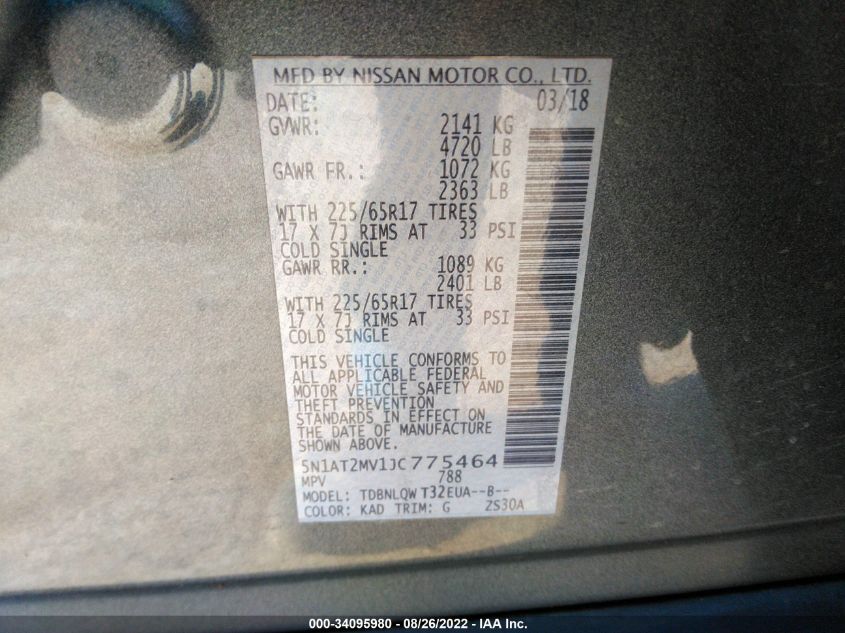 MFD BY NISSAN MOTOR CO., LTD.
DATE: 03/18
GVWR: 2141 KG
4720 LB
GAWR FR.: 1072 KG
2363 LB
WITH 225/65R17 TIRES
17 X 7J RIMS AT 33 PSI
COLD SINGLE
GAWR RR.: 1089 KG
2401 LB
WITH 225/65R17 TIRES
17 X 7J RIMS AT 33 PSI
COLD SINGLE
THIS VEHICLE CONFORMS TO
ALL APPLICABLE FEDERAL
MOTOR VEHICLE SAFETY AND
THEFT PREVENTION
STANDARDS IN EFFECT ON
THE DATE OF MANUFACTURE
SHOWN ABOVE.
5N1AT2MV1JC775464
MPV 788
MODEL: TDBNLQW T32EUA--B--
COLOR: KAD TRIM: G ZS30A
000-34095980 - 08/26/2022 - IAA Inc.